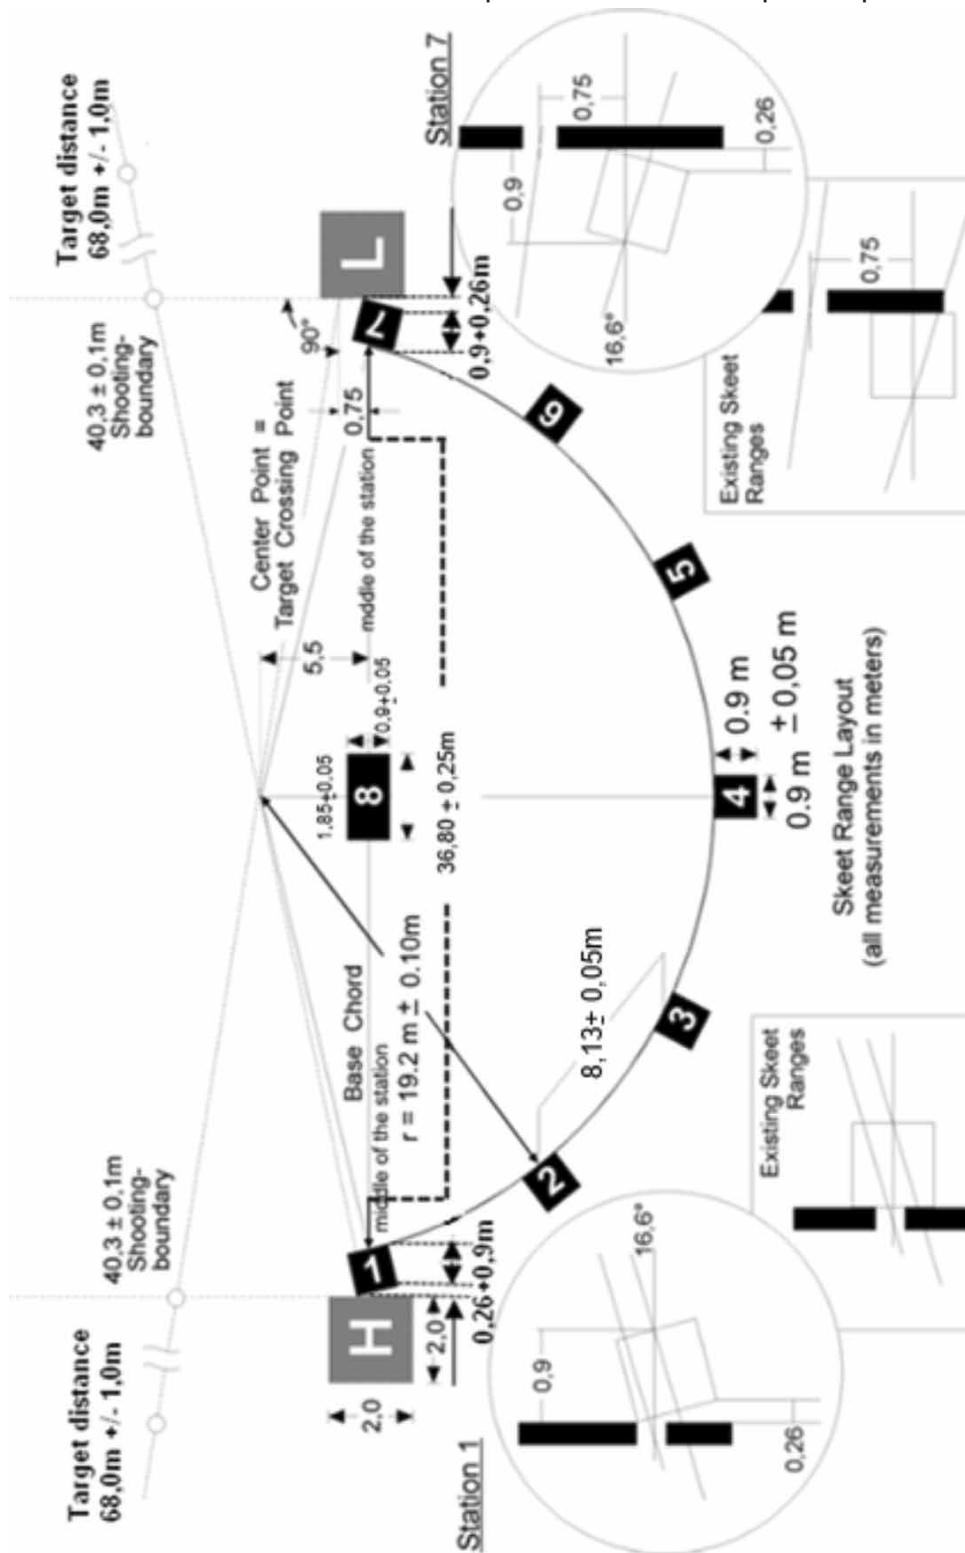 Target distance
68,0m +/- 1,0m
40,3 ± 0,1m
Shooting-
boundary
Target distance
68,0m +/- 1,0m
40,3 ± 0,1m
Shooting-
boundary
Center Point =
Target Crossing Point
90°
5,5
0,75
H
L
1
2
3
4
5
6
7
8
1.85±0.05
0.9±0.05
Base Chord
middle of the station
mddle of the station
r = 19.2 m ± 0.10m
36,80 ± 0,25m
8,13± 0,05m
2,0
2,0
0,26+0,9m
0.9+0.26m
0.9 m
0.9 m ± 0,05 m
Skeet Range Layout
(all measurements in meters)
Station 1
0,9
16,6°
0,26
Existing Skeet
Ranges
Station 7
0,75
0,9
0,26
16,6°
0,75
Existing Skeet
Ranges